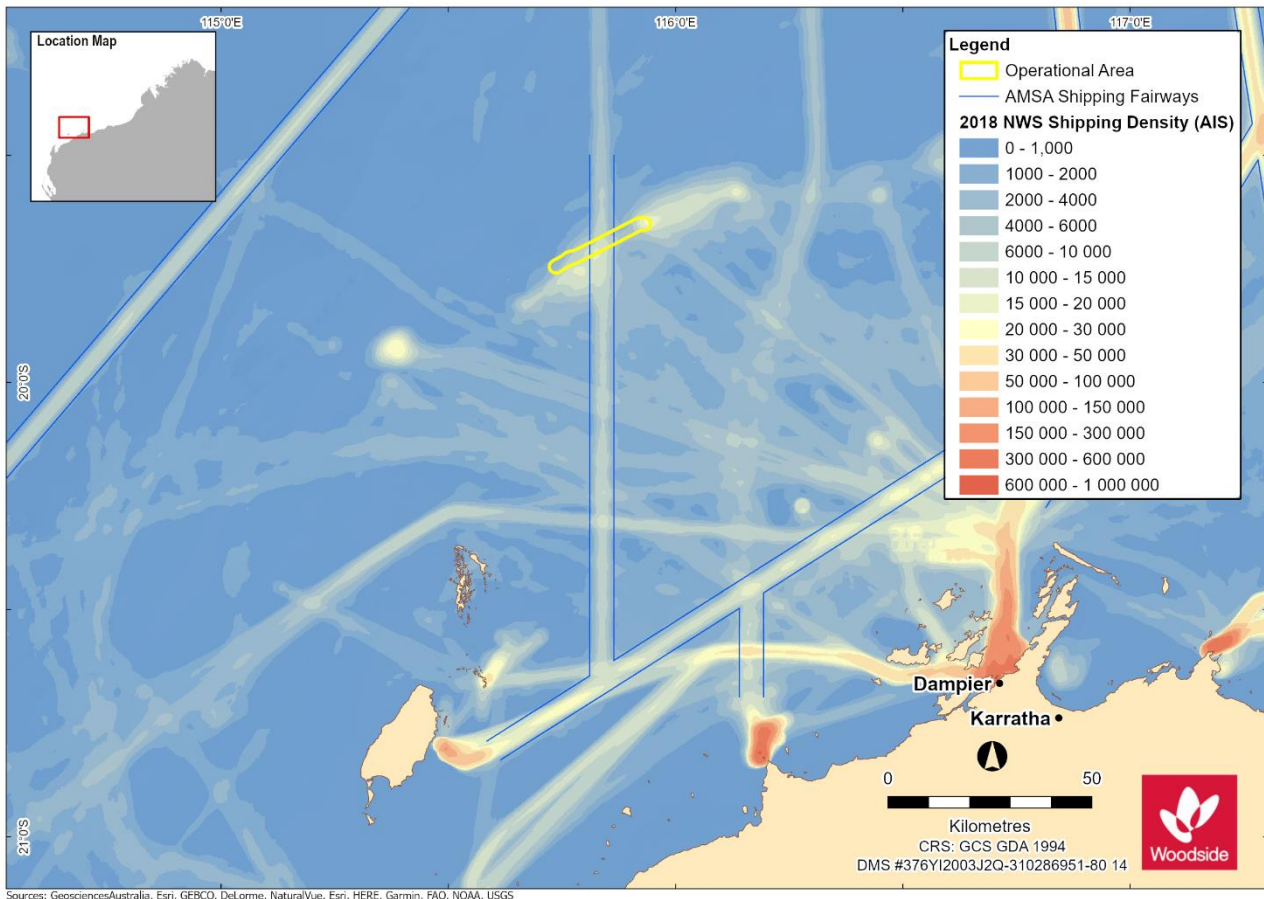 115°0'E
116°0'E
117°0'E
Location Map
Legend
Operational Area
AMSA Shipping Fairways
2018 NWS Shipping Density (AIS)
0 - 1,000
1000 - 2000
2000 - 4000
4000 - 6000
6000 - 10 000
10 000 - 15 000
15 000 - 20 000
20 000 - 30 000
30 000 - 50 000
50 000 - 100 000
100 000 - 150 000
150 000 - 300 000
300 000 - 600 000
600 000 - 1 000 000
20°0'S
Dampier
Karratha
0 50
Kilometres
CRS: GCS GDA 1994
DMS #376YI2003J2Q-310286951-80 14
Woodside
21°0'S
Sources: GeosciencesAustralia, Esri, GEBCO, DeLorme, NaturalVue, Esri, HERE, Garmin, FAO, NOAA, USGS